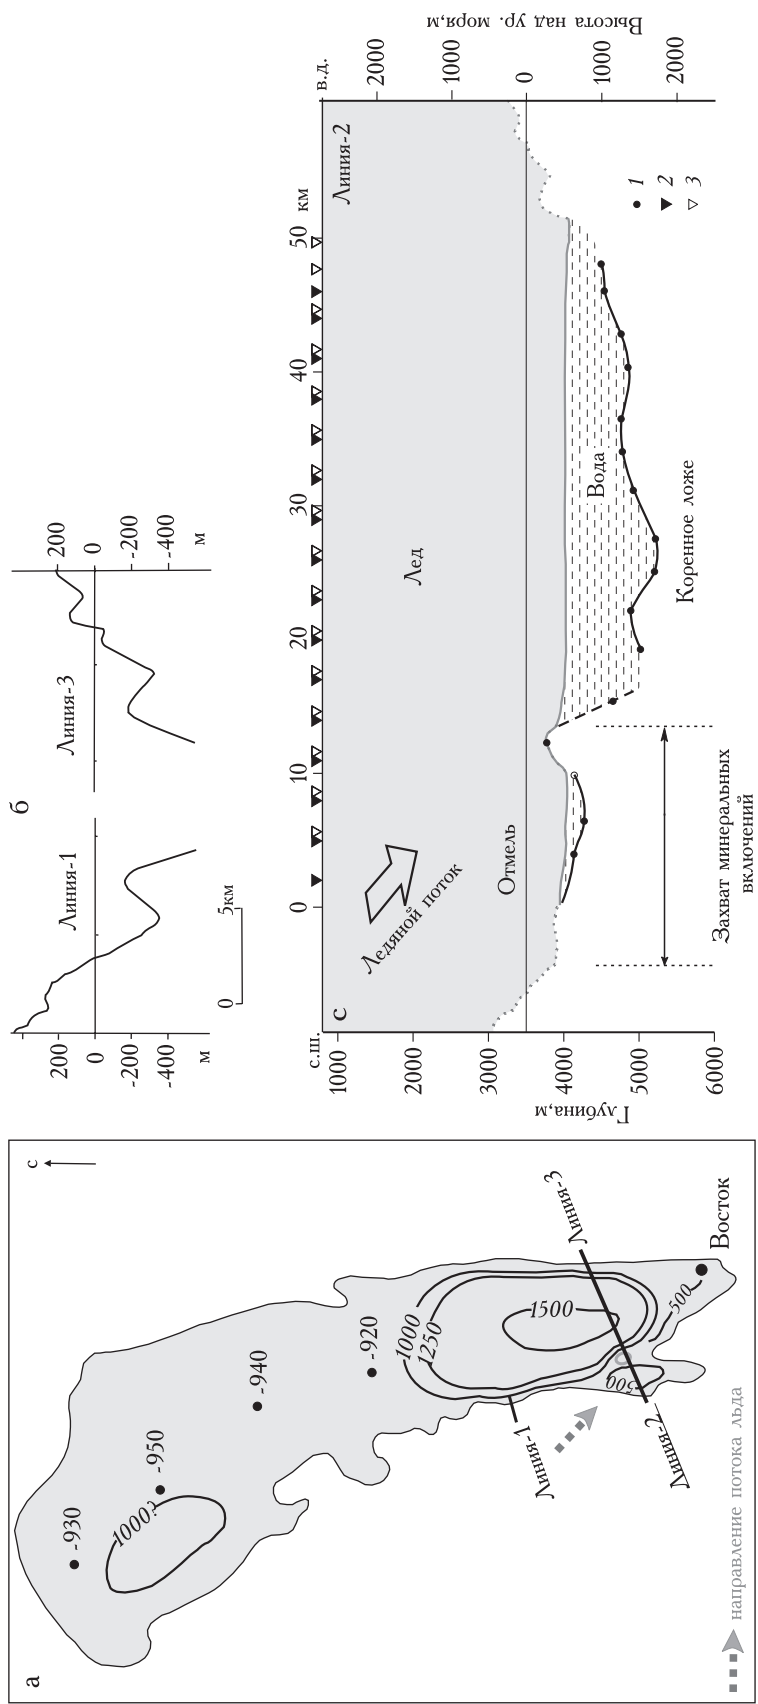 а
с
-930
-950
-940
-920
1000?
1000
1250
1500
500
500
Линия-1
Линия-2
Линия-3
Восток
направление потока льда
б
200
0
-200
-400
м
Линия-1
Линия-3
200
0
-200
-400
м
0
5км
с.ш.
0
10
20
30
40
50
км
в.д.
с
Линия-2
Глубина,м
1000
2000
3000
4000
5000
6000
Ледяной поток
Лед
Отмель
Вода
Коренное ложе
Захват минеральных
включений
1
2
3
2000
1000
0
1000
2000
Высота над ур. моря,м